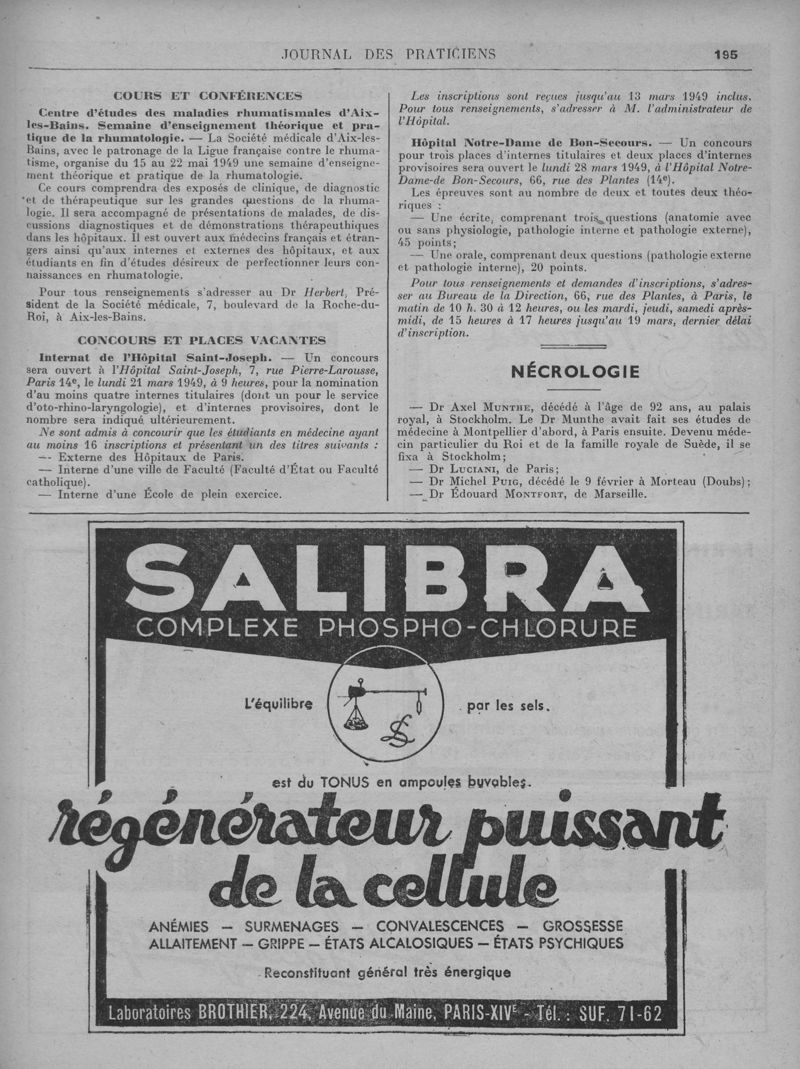 JOURNAL DES PRATICIENS 195
COURS ET CONFÉRENCES
Centre d'études des maladies rhumatismales d'Aix-
les-Bains. Semaine d'enseignement théorique et pra-
tique de la rhumatologie. — La Société médicale d'Aix-les-
Bains, avec le patronage de la Ligue française contre le rhuma-
tisme, organise du 15 au 22 mai 1949 une semaine d'enseigne-
ment théorique et pratique de la rhumatologie.
Ce cours comprendra des exposés de clinique, de diagnostic
et de thérapeutique sur les grandes questions de la rhuma-
logie. Il sera accompagné de présentations de malades, de dis-
cussions diagnostiques et de démonstrations thérapeuthiques
dans les hôpitaux. Il est ouvert aux médecins français et étran-
gers ainsi qu'aux internes et externes des hôpitaux, et aux
étudiants en fin d'études désireux de perfectionner leurs con-
naissances en rhumatologie.
Pour tous renseignements s'adresser au Dr Herbert, Pré-
sident de la Société médicale, 7, boulevard de la Roche-du-
Roi, à Aix-les-Bains.
CONCOURS ET PLACES VACANTES
Internat de l'Hôpital Saint-Joseph. — Un concours
sera ouvert à l'Hôpital Saint-Joseph, 7, rue Pierre-Larousse,
Paris 14e, le lundi 21 mars 1949, à 9 heures, pour la nomination
d'au moins quatre internes titulaires (dont un pour le service
d'oto-rhino-laryngologie), et d'internes provisoires, dont le
nombre sera indiqué ultérieurement.
Ne sont admis à concourir que les étudiants en médecine ayant
au moins 16 inscriptions et présentant un des titres suivants :
— Externe des Hôpitaux de Paris.
— Interne d'une ville de Faculté (Faculté d'État ou Faculté
catholique).
— Interne d'une École de plein exercice.
Les inscriptions sont reçues jusqu'au 13 mars 1949 inclus.
Pour tous renseignements, s'adresser à M. l'administrateur de
l'Hôpital.
Hôpital Notre-Dame de Bon-Secours. — Un concours
pour trois places d'internes titulaires et deux places d'internes
provisoires sera ouvert le lundi 28 mars 1949, à l'Hôpital Notre-
Dame-de Bon-Secours, 66, rue des Plantes (14e).
Les épreuves sont au nombre de deux et toutes deux théo-
riques :
— Une écrite, comprenant trois questions (anatomie avec
ou sans physiologie, pathologie interne et pathologie externe),
45 points;
— Une orale, comprenant deux questions (pathologie externe
et pathologie interne), 20 points.
Pour tous renseignements et demandes d'inscriptions, s'adres-
ser au Bureau de la Direction, 66, rue des Plantes, à Paris, le
matin de 10 h. 30 à 12 heures, ou les mardi, jeudi, samedi après-
midi, de 15 heures à 17 heures jusqu'au 19 mars, dernier délai
d'inscription.
NÉCROLOGIE
— Dr Axel MUNTHE, décédé à l'âge de 92 ans, au palais
royal, à Stockholm. Le Dr Munthe avait fait ses études de
médecine à Montpellier d'abord, à Paris ensuite. Devenu méde-
cin particulier du Roi et de la famille royale de Suède, il se
fixa à Stockholm;
— Dr LUCIANI, de Paris;
— Dr Michel PUIG, décédé le 9 février à Morteau (Doubs);
— Dr Édouard MONTFORT, de Marseille.
SALIBRA
COMPLEXE PHOSPHO-CHLORURE
L'équilibre par les sels.
est du TONUS en ampoules buvables.
régénérateur puissant
de la cellule
ANÉMIES — SURMENAGES — CONVALESCENCES — GROSSESSE
ALLAITEMENT — GRIPPE — ÉTATS ALCALOSIQUES — ÉTATS PSYCHIQUES
Reconstituant général très énergique
Laboratoires BROTHIER, 224, Avenue du Maine, PARIS-XIVE - Tél. : SUF. 71-62